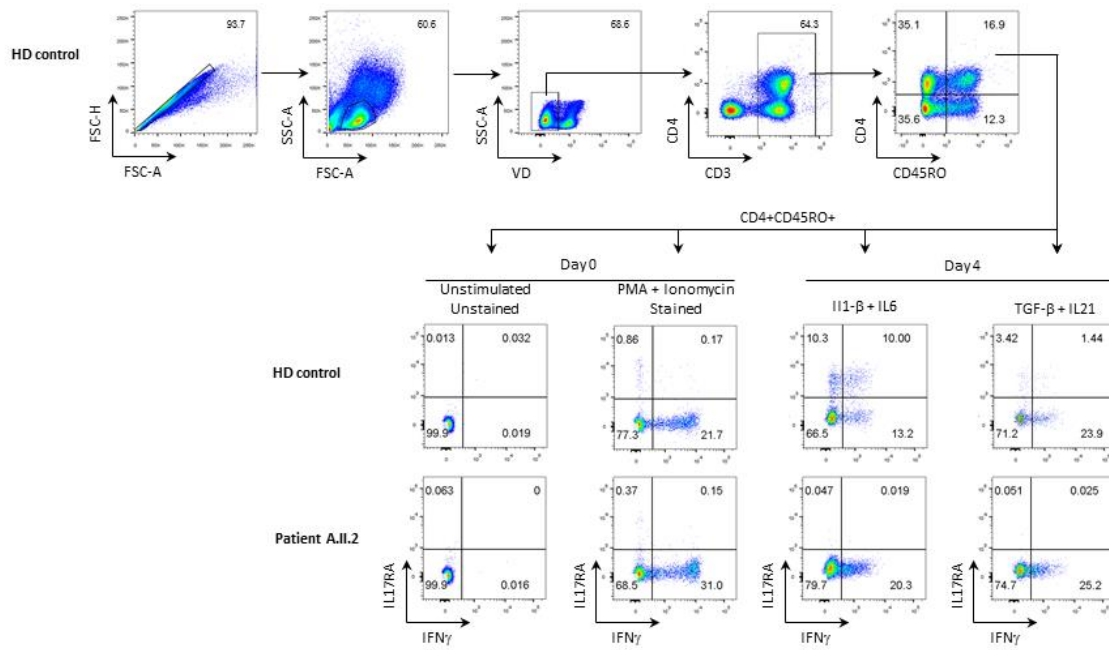 HD control
93.7
60.6
68.6
64.3
35.1 16.9
35.6 12.3
FSC-H
SSC-A
SSC-A
CD4
CD4
FSC-A
FSC-A
VD
CD3
CD45RO
CD4+CD45RO+
Day 0
Day 4
Unstimulated
Unstained
PMA + Ionomycin
Stained
Il1-β + IL6
TGF-β + IL21
HD control
0.013 0.032
99.9 0.019
0.86 0.17
77.3 21.7
10.3 10.00
66.5 13.2
3.42 1.44
71.2 23.9
Patient A.II.2
0.063 0
99.9 0.016
0.37 0.15
68.5 31.0
0.047 0.019
79.7 20.3
0.051 0.025
74.7 25.2
IL17RA
IL17RA
IL17RA
IFNγ
IFNγ
IFNγ
IFNγ